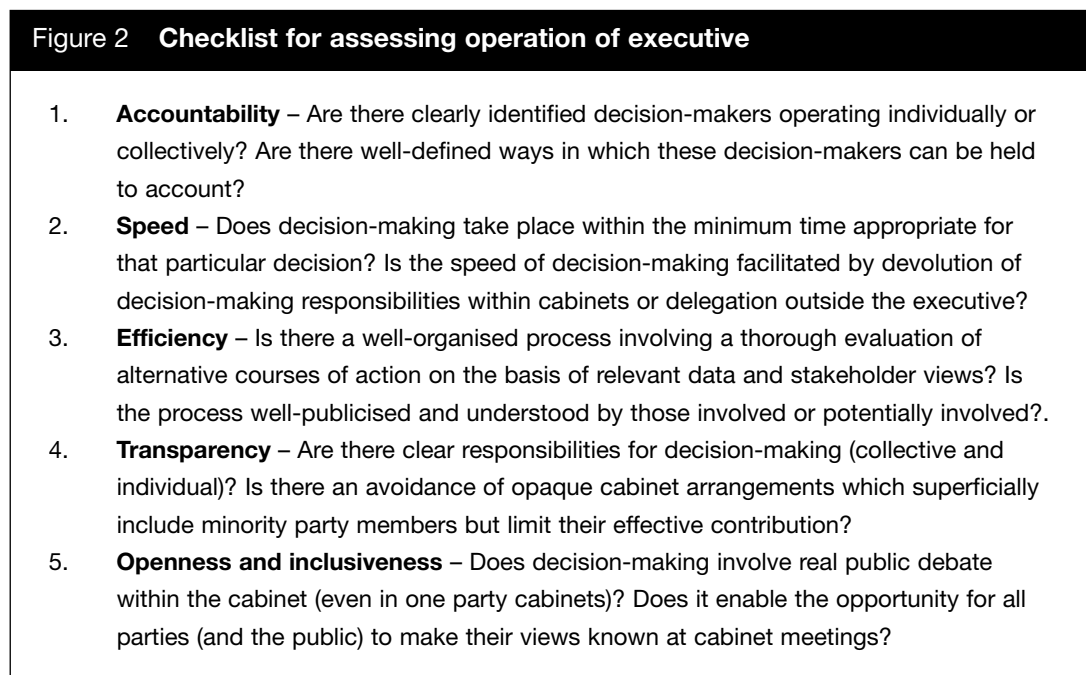 Figure 2 Checklist for assessing operation of executive
1. Accountability – Are there clearly identified decision-makers operating individually or
collectively? Are there well-defined ways in which these decision-makers can be held
to account?
2. Speed – Does decision-making take place within the minimum time appropriate for
that particular decision? Is the speed of decision-making facilitated by devolution of
decision-making responsibilities within cabinets or delegation outside the executive?
3. Efficiency – Is there a well-organised process involving a thorough evaluation of
alternative courses of action on the basis of relevant data and stakeholder views? Is
the process well-publicised and understood by those involved or potentially involved?.
4. Transparency – Are there clear responsibilities for decision-making (collective and
individual)? Is there an avoidance of opaque cabinet arrangements which superficially
include minority party members but limit their effective contribution?
5. Openness and inclusiveness – Does decision-making involve real public debate
within the cabinet (even in one party cabinets)? Does it enable the opportunity for all
parties (and the public) to make their views known at cabinet meetings?